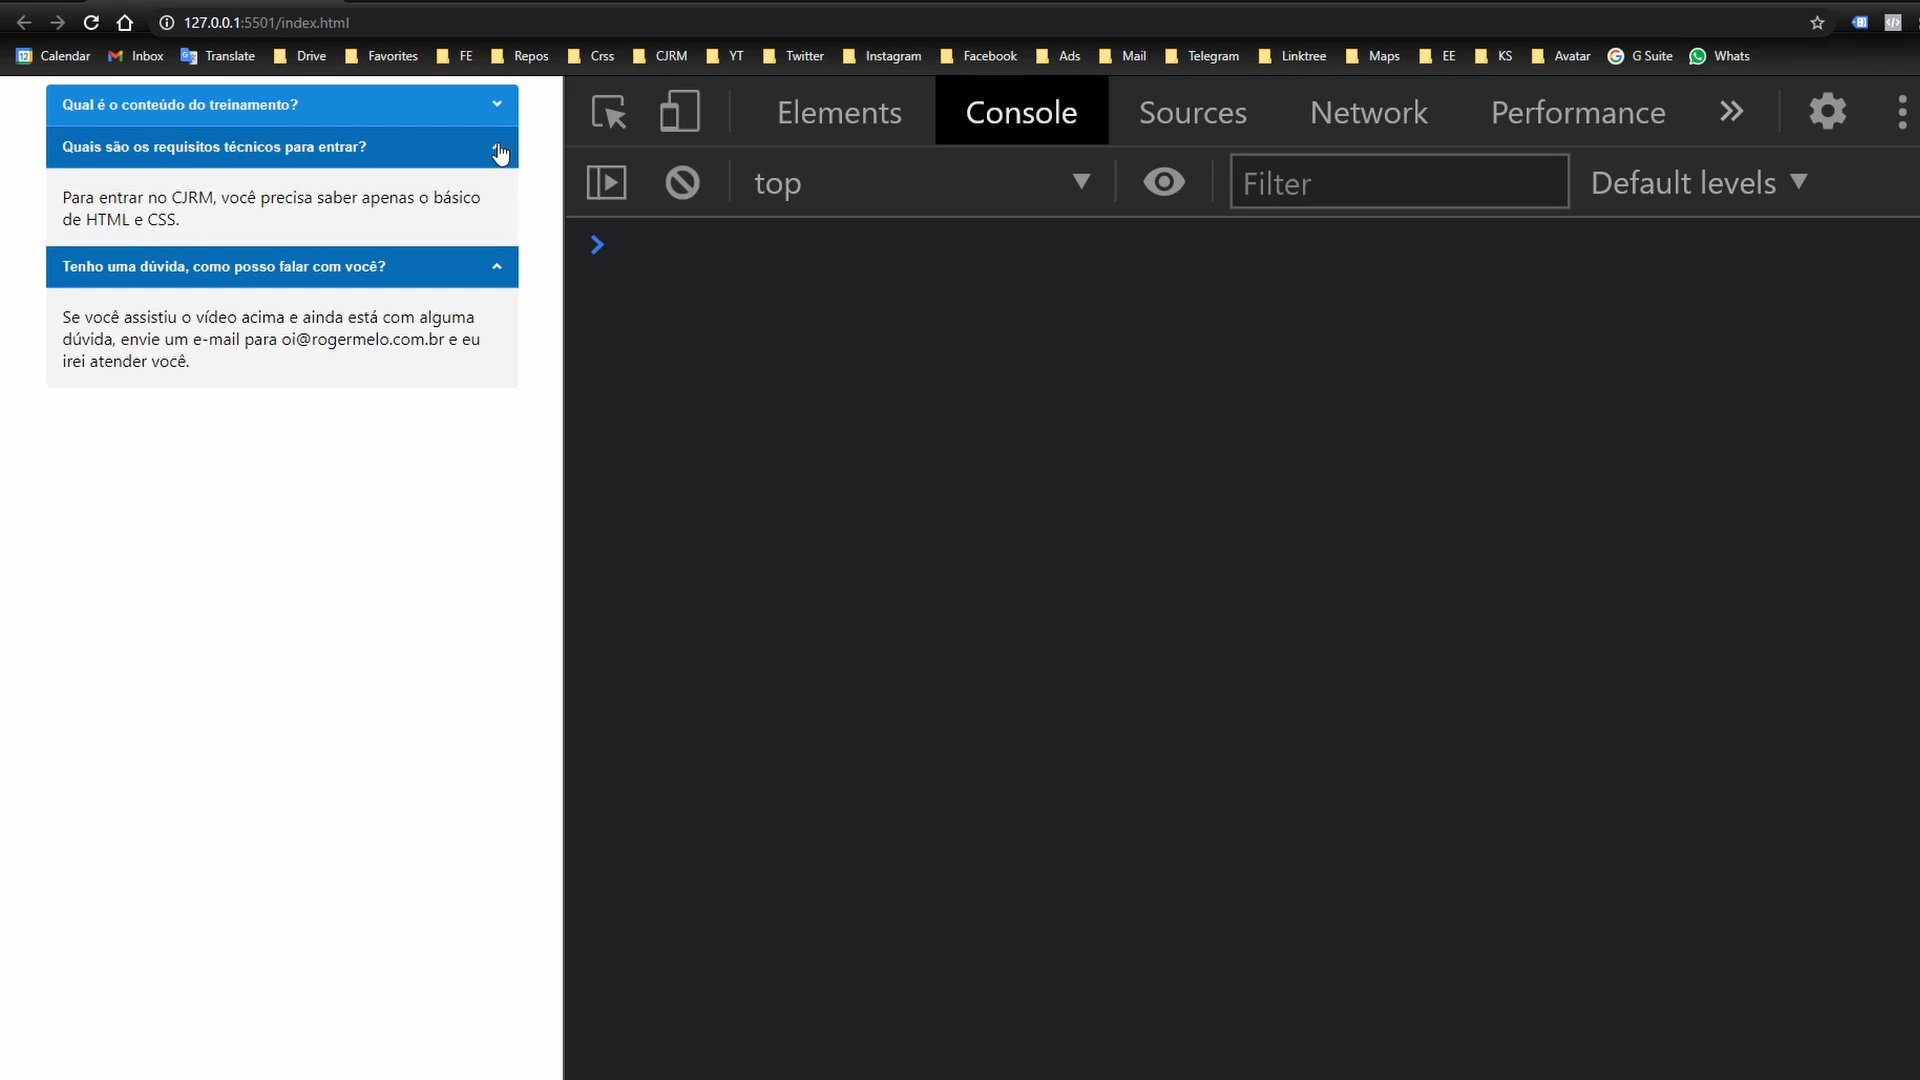 127.0.0.1:5501/index.html
Calendar Inbox Translate Drive Favorites FE Repos Crss CJRM YT Twitter Instagram Facebook Ads Mail Telegram Linktree Maps EE KS Avatar G Suite Whats
Qual é o conteúdo do treinamento?
Quais são os requisitos técnicos para entrar?
Para entrar no CJRM, você precisa saber apenas o básico
de HTML e CSS.
Tenho uma dúvida, como posso falar com você?
Se você assistiu o vídeo acima e ainda está com alguma
dúvida, envie um e-mail para oi@rogermelo.com.br e eu
irei atender você.
Elements Console Sources Network Performance
top Filter Default levels